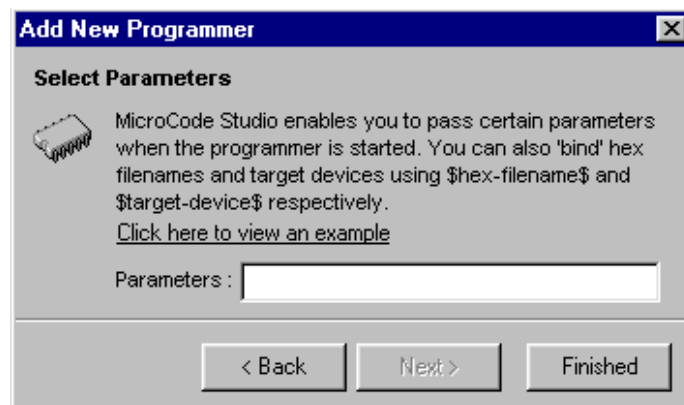 Add New Programmer
Select Parameters
MicroCode Studio enables you to pass certain parameters
when the programmer is started. You can also 'bind' hex
filenames and target devices using $hex-filename$ and
$target-device$ respectively.
Click here to view an example
Parameters :
< Back Next > Finished